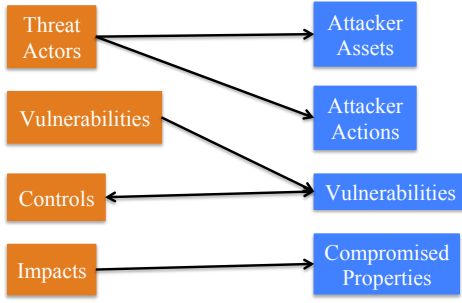 Threat
Actors
Attacker
Assets
Vulnerabilities
Attacker
Actions
Controls
Vulnerabilities
Impacts
Compromised
Properties